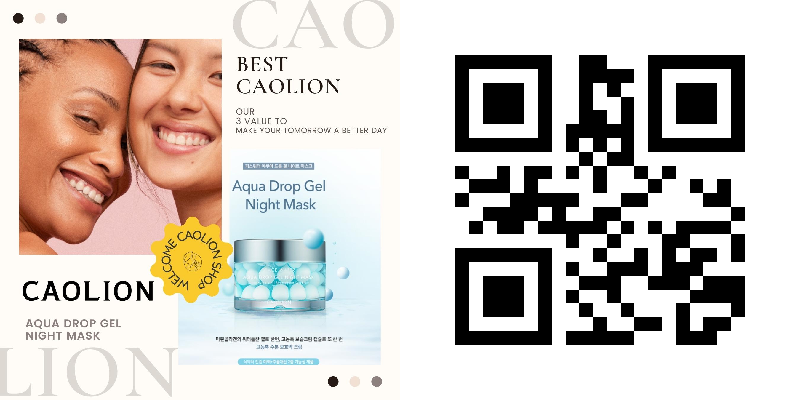 CAO
BEST
CAOLION
OUR
3 VALUE TO
MAKE YOUR TOMORROW A BETTER DAY
Aqua Drop Gel
Night Mask
WELCOME CAOLION SHOP
CAOLION
AQUA DROP GEL
NIGHT MASK
LION